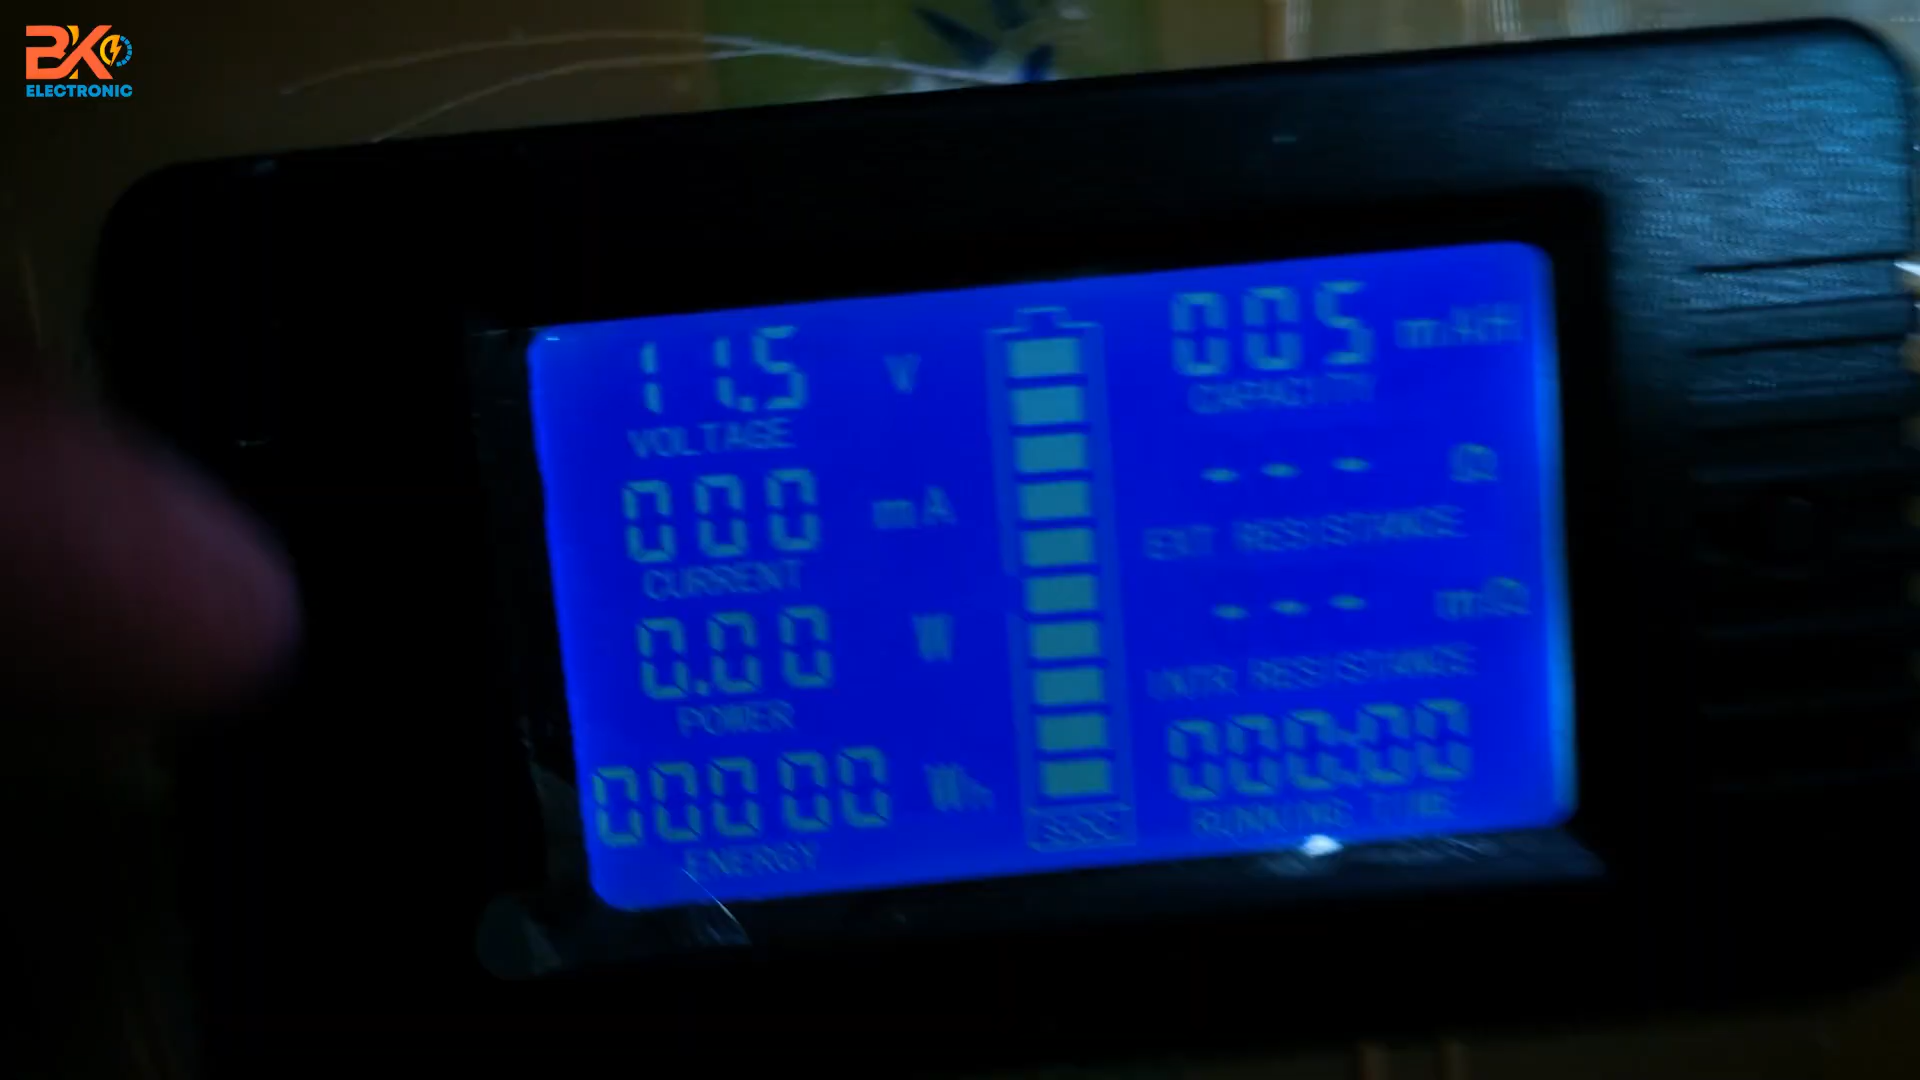 BK
ELECTRONIC
11.5 V
VOLTAGE
000 mA
CURRENT
0.00 W
POWER
00000 Wh
ENERGY
005 mAH
CAPACITY
--- Ω
EXT RESISTANCE
--- mΩ
INTR RESISTANCE
000:00
RUNNING TIME